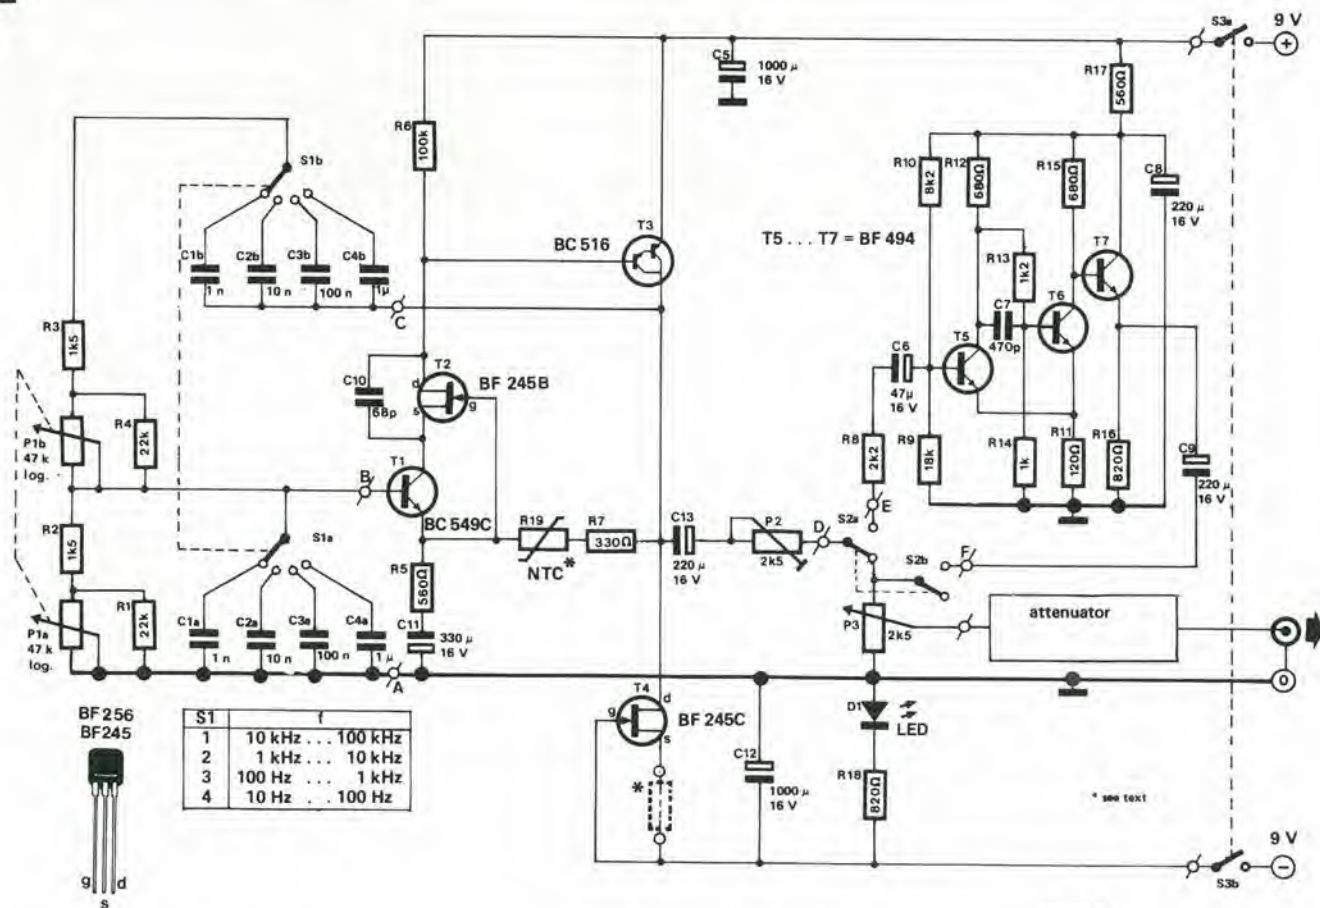 S3a
9 V
+
C5
1000 µ
16 V
R17
560Ω
R6
100k
S1b
R10
8k2
R12
680Ω
R15
680Ω
C8
220 µ
16 V
T3
BC 516
T5 . . . T7 = BF 494
T7
C1b
1 n
C2b
10 n
C3b
100 n
C4b
1µ
C
R13
1k2
T6
C7
470p
R3
1k5
T2
d
s
g
BF 245B
C10
68p
C6
47µ
16 V
T5
P1b
47 k
log.
R4
22k
B
T1
BC 549C
R8
2k2
R9
18k
R14
1k
R11
120Ω
R16
820Ω
C9
220 µ
16 V
E
R2
1k5
S1a
R19
NTC*
R7
330Ω
C13
220 µ
16 V
P2
2k5
D
S2a
S2b
F
R5
560Ω
P1a
47 k
log.
R1
22k
C1a
1 n
C2a
10 n
C3a
100 n
C4a
1 µ
C11
330 µ
16 V
P3
2k5
attenuator
A
0
T4
g
d
s
BF 245C
D1
LED
BF 256
BF245
g
s
d
S1 f
1 10 kHz . . . 100 kHz
2 1 kHz . . . 10 kHz
3 100 Hz . . . 1 kHz
4 10 Hz . . 100 Hz
*
C12
1000 µ
16 V
R18
820Ω
* see text
9 V
−
S3b